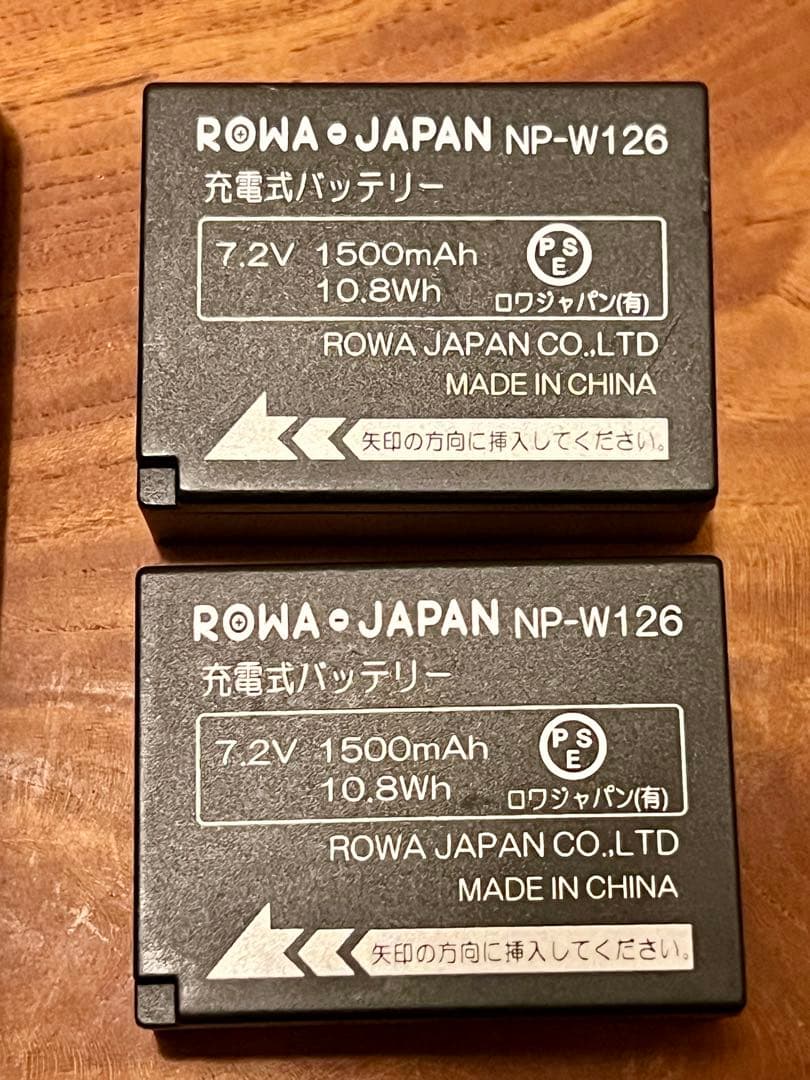 ROWA JAPAN NP-W126
充電式バッテリー
7.2V 1500mAh PSE
10.8Wh ロワジャパン(有)
ROWA JAPAN CO.,LTD
MADE IN CHINA
矢印の方向に挿入してください。
ROWA JAPAN NP-W126
充電式バッテリー
7.2V 1500mAh PSE
10.8Wh ロワジャパン(有)
ROWA JAPAN CO.,LTD
MADE IN CHINA
矢印の方向に挿入してください。